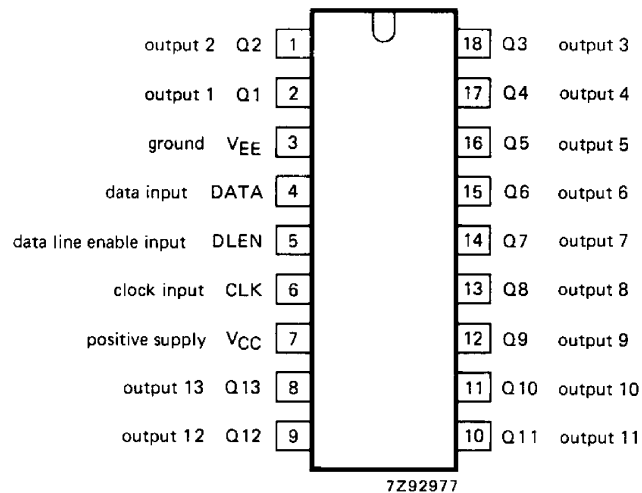 output 2 Q2 1 18 Q3 output 3
output 1 Q1 2 17 Q4 output 4
ground VEE 3 16 Q5 output 5
data input DATA 4 15 Q6 output 6
data line enable input DLEN 5 14 Q7 output 7
clock input CLK 6 13 Q8 output 8
positive supply VCC 7 12 Q9 output 9
output 13 Q13 8 11 Q10 output 10
output 12 Q12 9 10 Q11 output 11
7Z92977